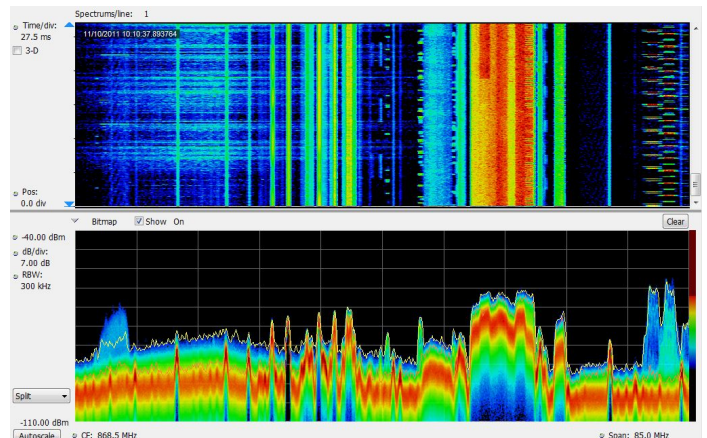 Spectrums/line: 1
Time/div:
27.5 ms
3-D
11/10/2011 10:10:37.893764
Pos:
0.0 div
Bitmap Show On Clear
-40.00 dBm
dB/div:
7.00 dB
RBW:
300 kHz
Split
-110.00 dBm
Autoscale CF: 868.5 MHz Span: 85.0 MHz